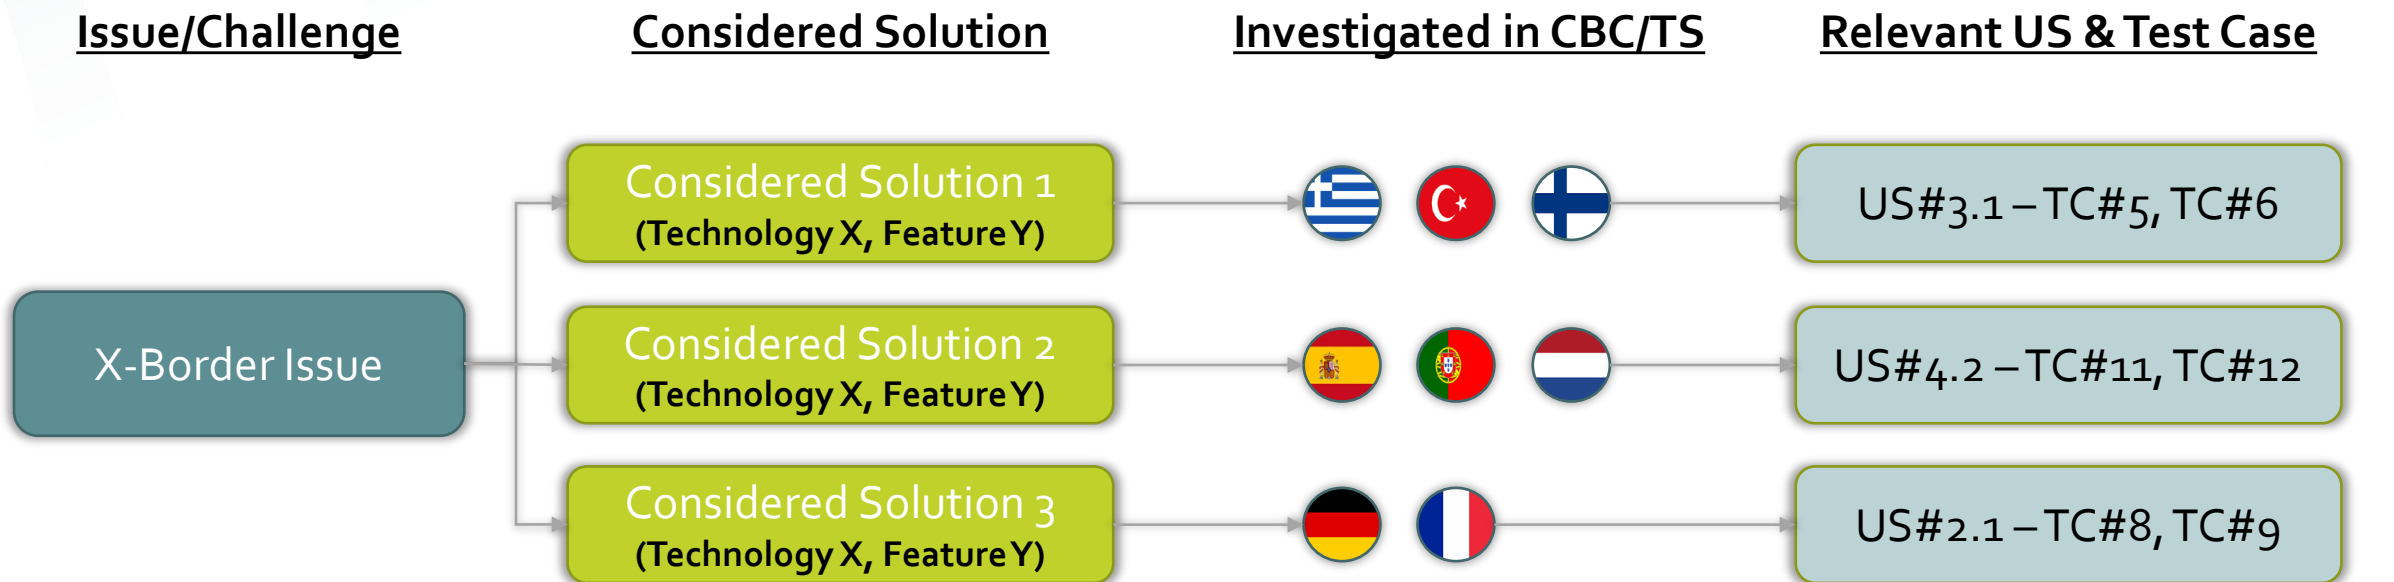 Issue/Challenge
Considered Solution
Investigated in CBC/TS
Relevant US & Test Case
X-Border Issue
Considered Solution 1
(Technology X, Feature Y)
US#3.1 – TC#5, TC#6
Considered Solution 2
(Technology X, Feature Y)
US#4.2 – TC#11, TC#12
Considered Solution 3
(Technology X, Feature Y)
US#2.1 – TC#8, TC#9